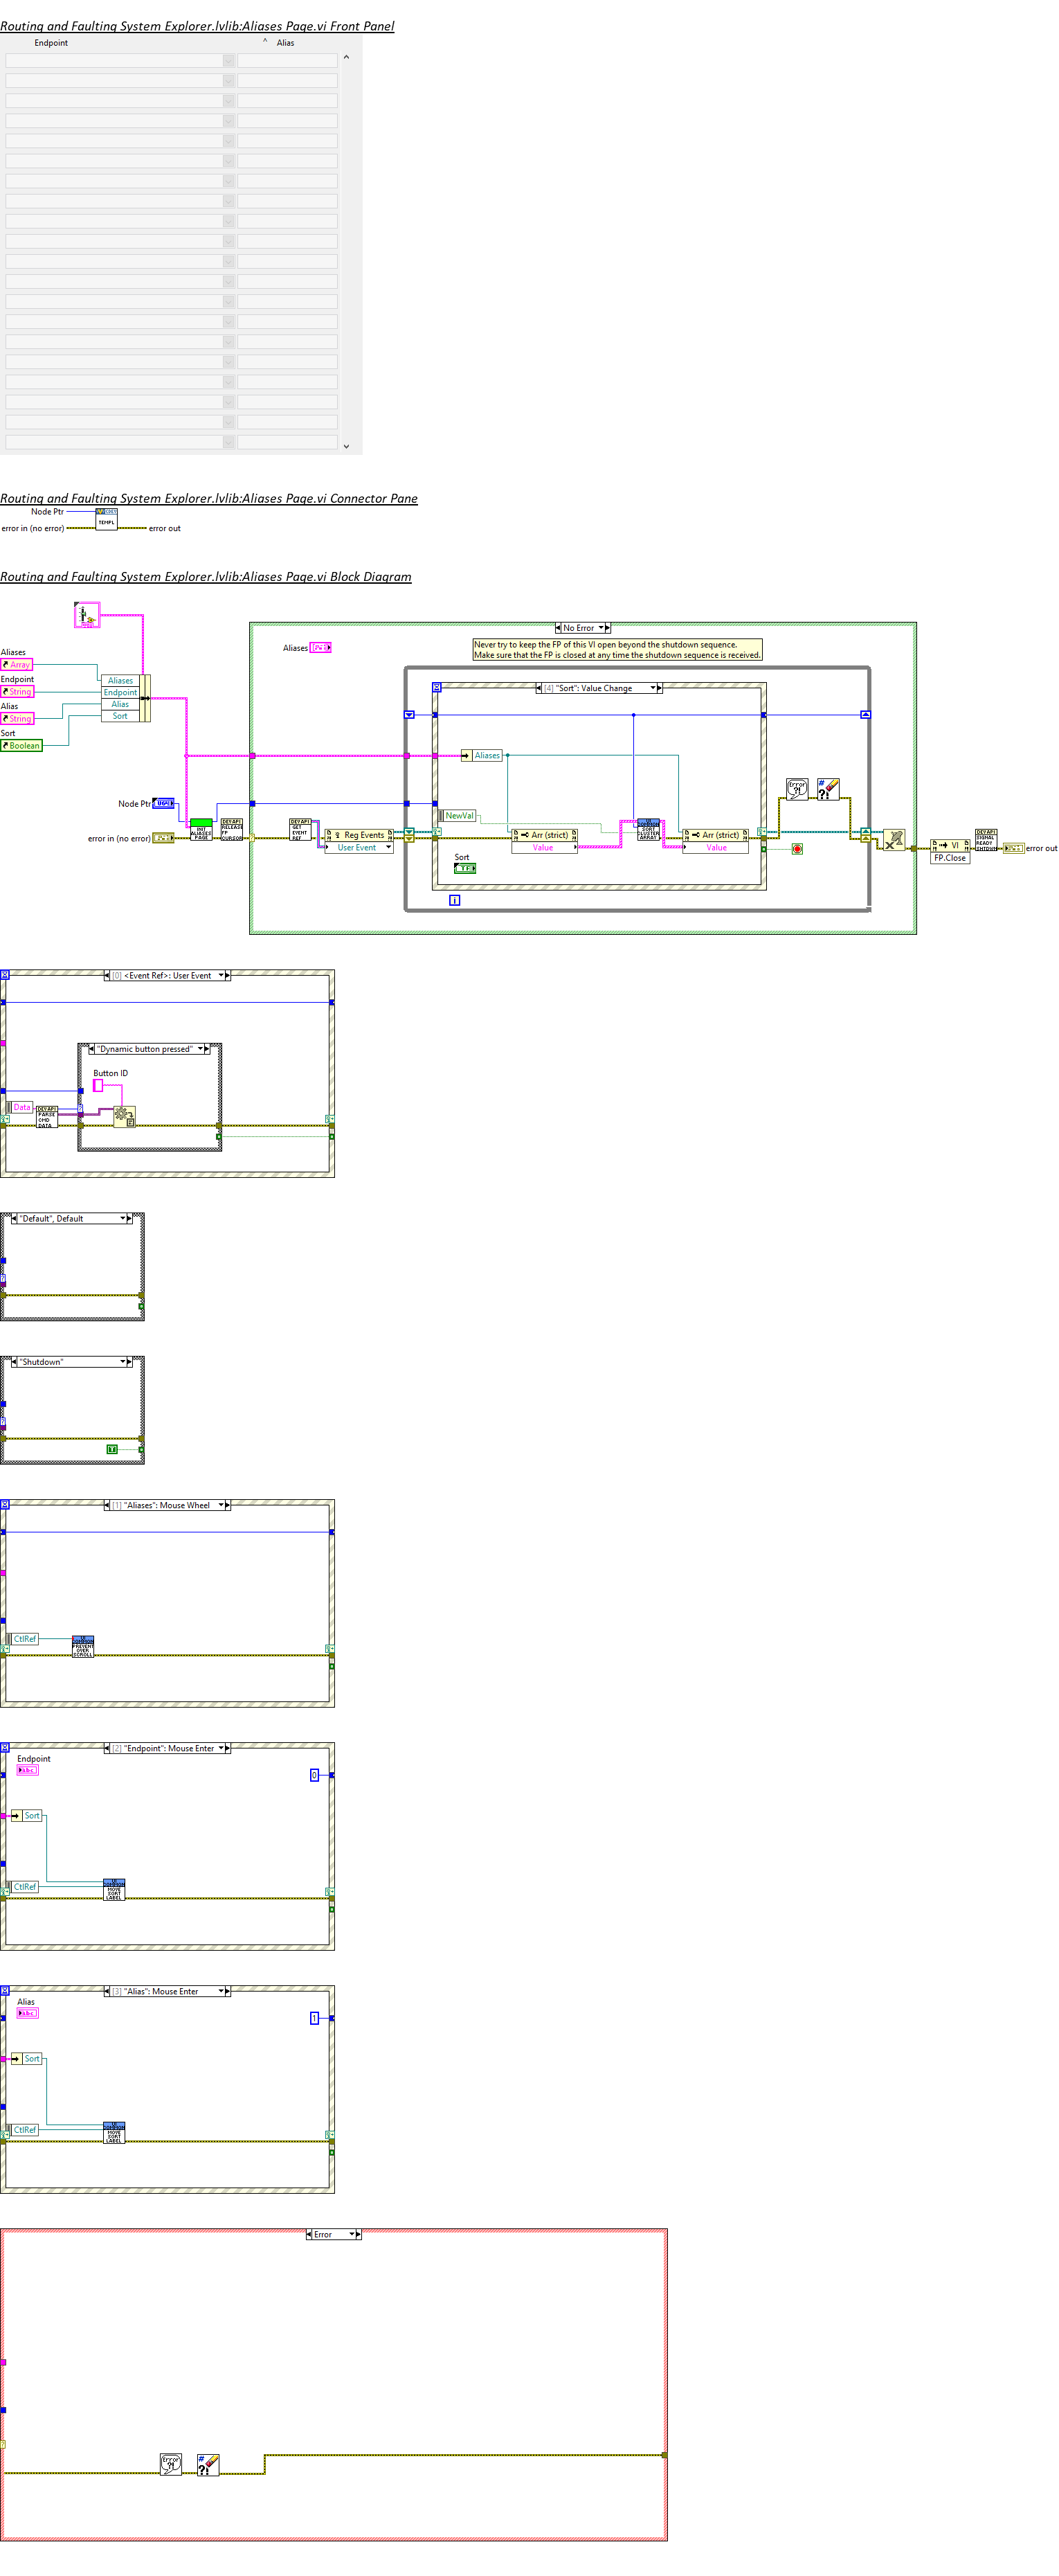 Routing and Faulting System Explorer.lvlib:Aliases Page.vi Front Panel
Endpoint
^ Alias
Routing and Faulting System Explorer.lvlib:Aliases Page.vi Connector Pane
Node Ptr
TEMPL
error in (no error)
error out
Routing and Faulting System Explorer.lvlib:Aliases Page.vi Block Diagram
Aliases
Array
Endpoint
String
Alias
String
Sort
Boolean
Aliases
Endpoint
Alias
Sort
Node Ptr
error in (no error)
INIT
ALIASES
PAGE
DEVAPI
RELEASE
FP
CURSOR
No Error
Aliases
Never try to keep the FP of this VI open beyond the shutdown sequence.
Make sure that the FP is closed at any time the shutdown sequence is received.
DEVAPI
GET
EVENT
REF
Reg Events
User Event
[4] "Sort": Value Change
Aliases
NewVal
Sort
TF
Arr (strict)
Value
COMMON
SORT
CLUSTER
ARRAY
Arr (strict)
Value
i
Error
?!
#
?!
VI
FP.Close
DEVAPI
SIGNAL
READY
SHTDWN
error out
[0] <Event Ref>: User Event
"Dynamic button pressed"
Button ID
Data
DEVAPI
PARSE
CMD
DATA
"Default", Default
"Shutdown"
T
[1] "Aliases": Mouse Wheel
CtlRef
COMMON
PREVENT
OVER
SCROLL
[2] "Endpoint": Mouse Enter
Endpoint
abc
0
Sort
CtlRef
COMMON
MOVE
SORT
LABEL
[3] "Alias": Mouse Enter
Alias
abc
1
Sort
CtlRef
COMMON
MOVE
SORT
LABEL
Error
Error
?!
#
?!